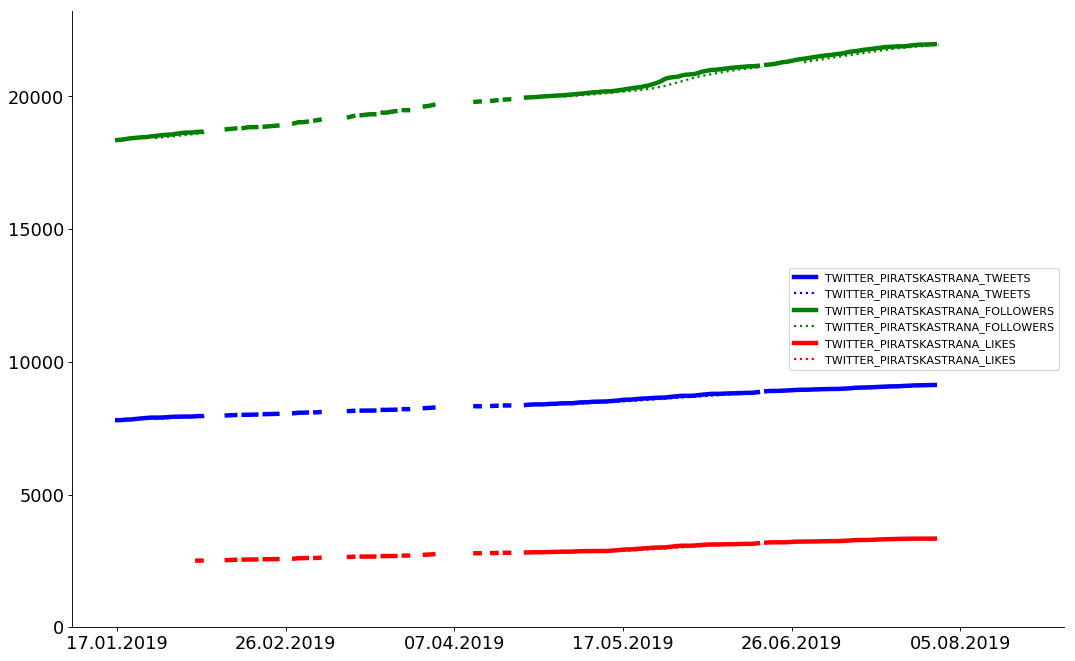 20000
15000
10000
5000
0
TWITTER_PIRATSKASTRANA_TWEETS
TWITTER_PIRATSKASTRANA_TWEETS
TWITTER_PIRATSKASTRANA_FOLLOWERS
TWITTER_PIRATSKASTRANA_FOLLOWERS
TWITTER_PIRATSKASTRANA_LIKES
TWITTER_PIRATSKASTRANA_LIKES
17.01.2019 26.02.2019 07.04.2019 17.05.2019 26.06.2019 05.08.2019